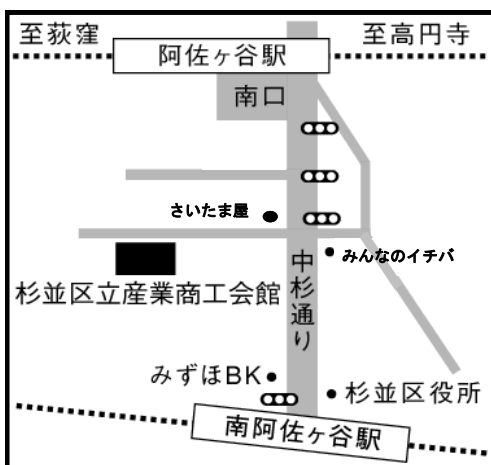 至荻窪
阿佐ヶ谷駅
至高円寺
南口
さいたま屋
みんなのイチバ
中杉通り
杉並区立産業商工会館
みずほBK
杉並区役所
南阿佐ヶ谷駅